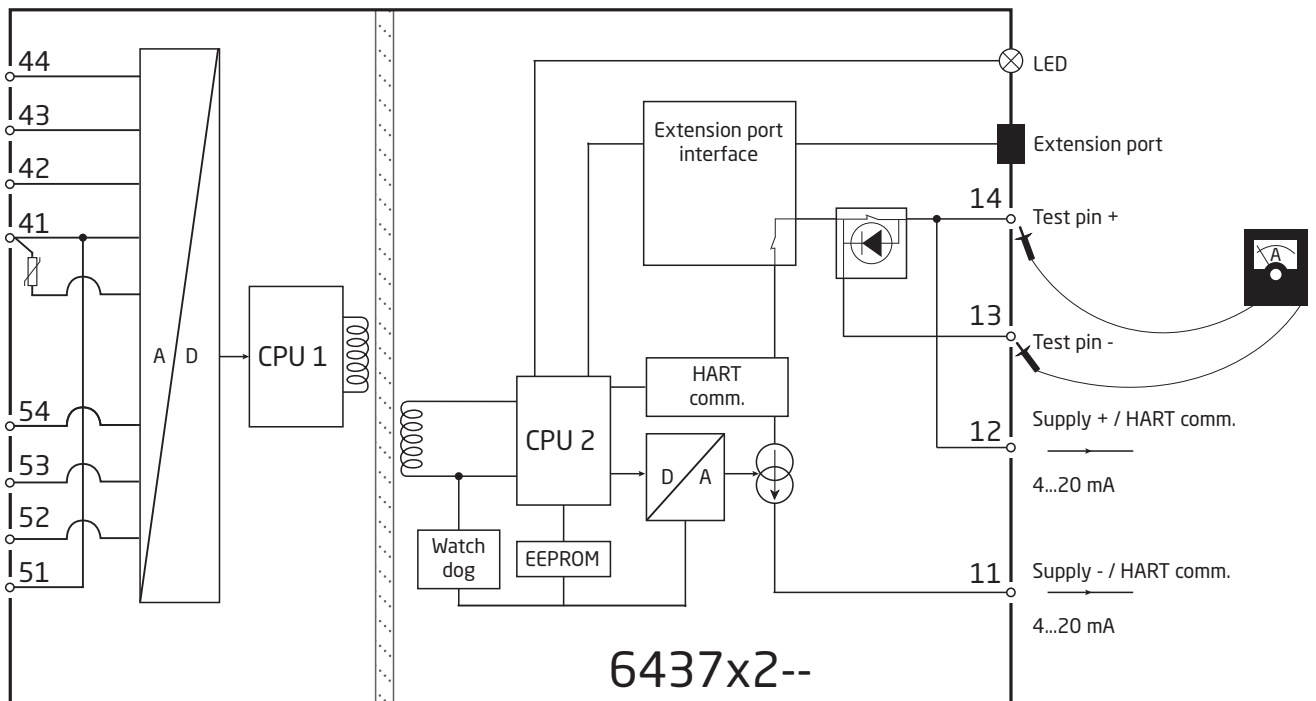 44
43
42
41
54
53
52
51
A / D
CPU 1
LED
Extension port
interface
Extension port
14
Test pin +
A
13
Test pin -
HART
comm.
CPU 2
D / A
12
Supply + / HART comm.
4...20 mA
Watch
dog
EEPROM
11
Supply - / HART comm.
4...20 mA
6437x2--